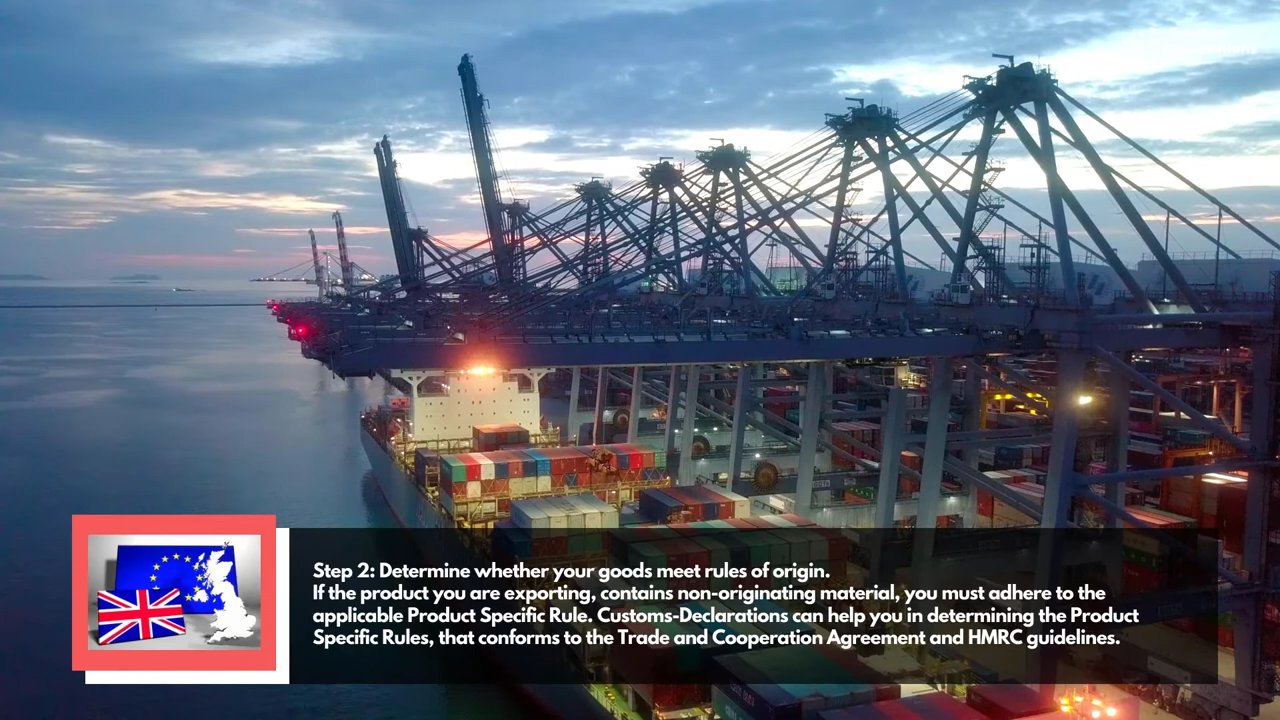 Step 2: Determine whether your goods meet rules of origin.
If the product you are exporting, contains non-originating material, you must adhere to the
applicable Product Specific Rule. Customs-Declarations can help you in determining the Product
Specific Rules, that conforms to the Trade and Cooperation Agreement and HMRC guidelines.